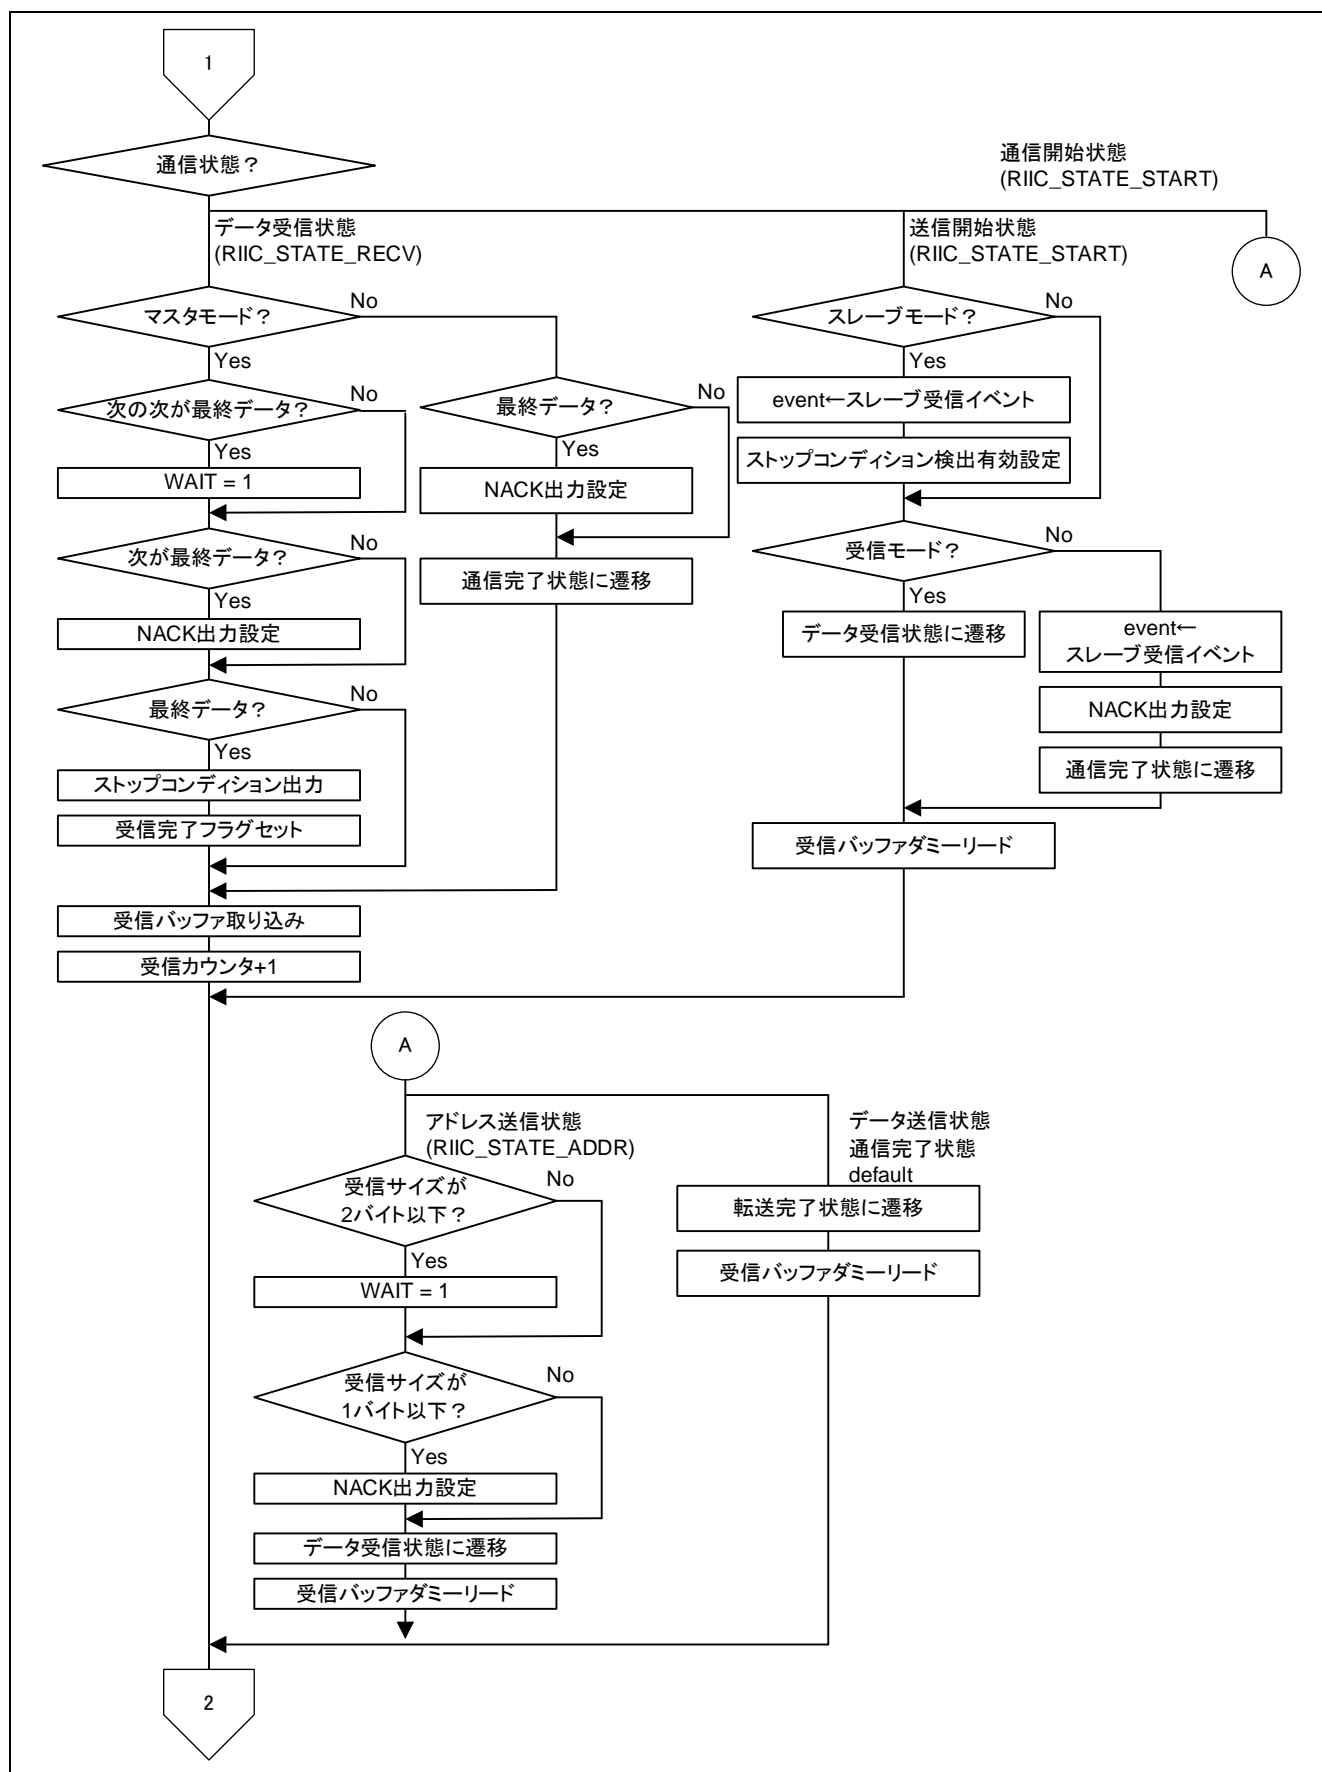 1
通信状態？
通信開始状態
(RIIC_STATE_START)
データ受信状態
(RIIC_STATE_RECV)
送信開始状態
(RIIC_STATE_START)
A
マスタモード？
No
Yes
次の次が最終データ？
No
Yes
WAIT = 1
次が最終データ？
No
Yes
NACK出力設定
最終データ？
No
Yes
ストップコンディション出力
受信完了フラグセット
受信バッファ取り込み
受信カウンタ+1
最終データ？
No
Yes
NACK出力設定
通信完了状態に遷移
スレーブモード？
No
Yes
event←スレーブ受信イベント
ストップコンディション検出有効設定
受信モード？
No
Yes
データ受信状態に遷移
event←
スレーブ受信イベント
NACK出力設定
通信完了状態に遷移
受信バッファダミーリード
A
アドレス送信状態
(RIIC_STATE_ADDR)
受信サイズが
2バイト以下？
No
Yes
WAIT = 1
受信サイズが
1バイト以下？
No
Yes
NACK出力設定
データ受信状態に遷移
受信バッファダミーリード
データ送信状態
通信完了状態
default
転送完了状態に遷移
受信バッファダミーリード
2